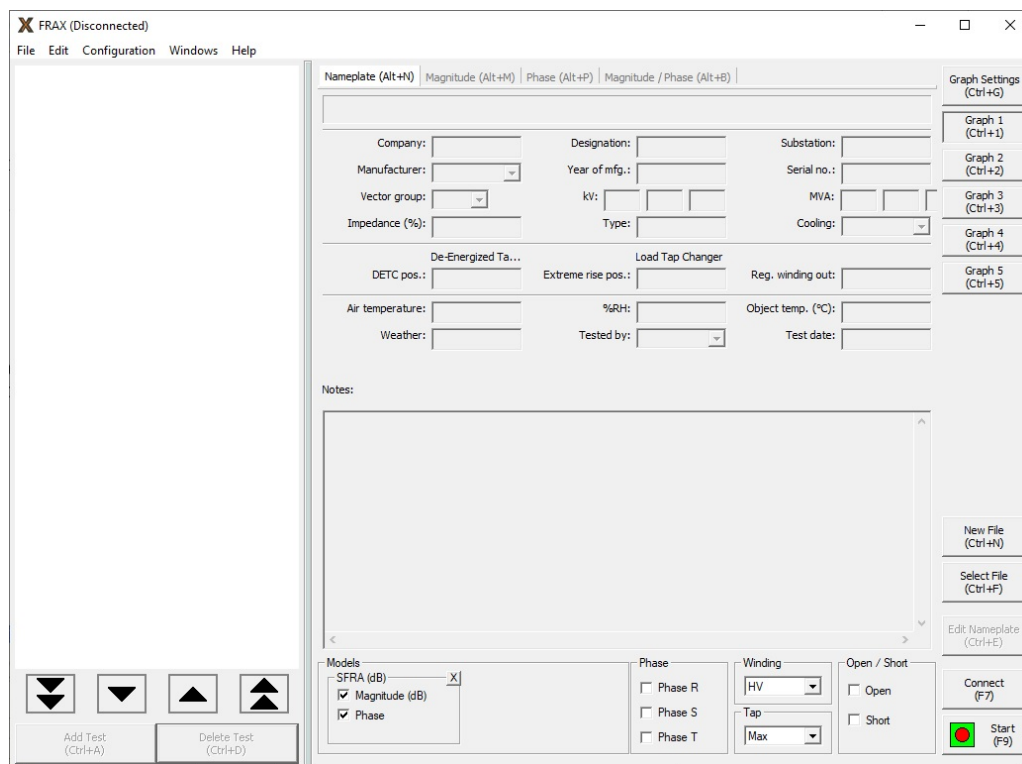 FRAX (Disconnected)
File Edit Configuration Windows Help
Nameplate (Alt+N) Magnitude (Alt+M) Phase (Alt+P) Magnitude / Phase (Alt+B)
Graph Settings
(Ctrl+G)
Graph 1
(Ctrl+1)
Graph 2
(Ctrl+2)
Graph 3
(Ctrl+3)
Graph 4
(Ctrl+4)
Graph 5
(Ctrl+5)
Company: Designation: Substation:
Manufacturer: Year of mfg.: Serial no.:
Vector group: kV: MVA:
Impedance (%): Type: Cooling:
De-Energized Ta... Load Tap Changer
DETC pos.: Extreme rise pos.: Reg. winding out:
Air temperature: %RH: Object temp. (°C):
Weather: Tested by: Test date:
Notes:
New File
(Ctrl+N)
Select File
(Ctrl+F)
Edit Nameplate
(Ctrl+E)
Connect
(F7)
Start
(F9)
Models
SFRA (dB) X
Magnitude (dB)
Phase
Phase
Phase R
Phase S
Phase T
Winding
HV
Tap
Max
Open / Short
Open
Short
Add Test
(Ctrl+A)
Delete Test
(Ctrl+D)